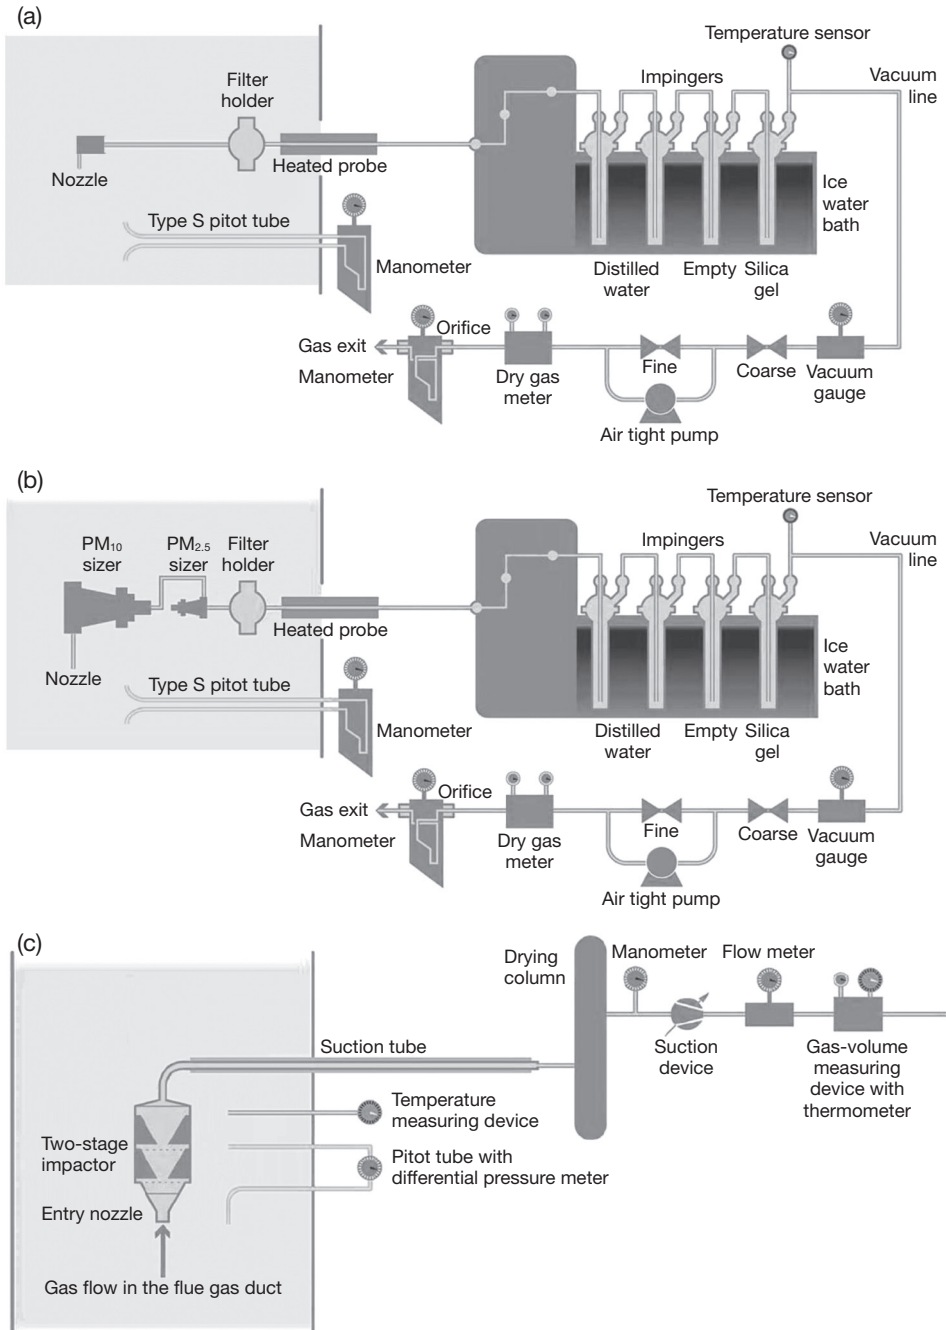 (a)
Temperature sensor
Vacuum
line
Impingers
Filter
holder
Nozzle
Heated probe
Ice
water
bath
Type S pitot tube
Manometer
Distilled
water
Empty
Silica
gel
Gas exit
Orifice
Manometer
Dry gas
meter
Fine
Coarse
Vacuum
gauge
Air tight pump
(b)
Temperature sensor
Vacuum
line
Impingers
PM10
sizer
PM2.5
sizer
Filter
holder
Nozzle
Heated probe
Ice
water
bath
Type S pitot tube
Manometer
Distilled
water
Empty
Silica
gel
Gas exit
Orifice
Manometer
Dry gas
meter
Fine
Coarse
Vacuum
gauge
Air tight pump
(c)
Drying
column
Manometer
Flow meter
Suction tube
Suction
device
Gas-volume
measuring
device with
thermometer
Temperature
measuring device
Two-stage
impactor
Pitot tube with
differential pressure meter
Entry nozzle
Gas flow in the flue gas duct